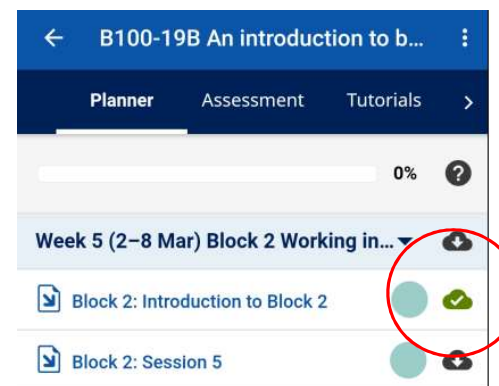 B100-19B An introduction to b...
Planner Assessment Tutorials
0%
Week 5 (2–8 Mar) Block 2 Working in...
Block 2: Introduction to Block 2
Block 2: Session 5